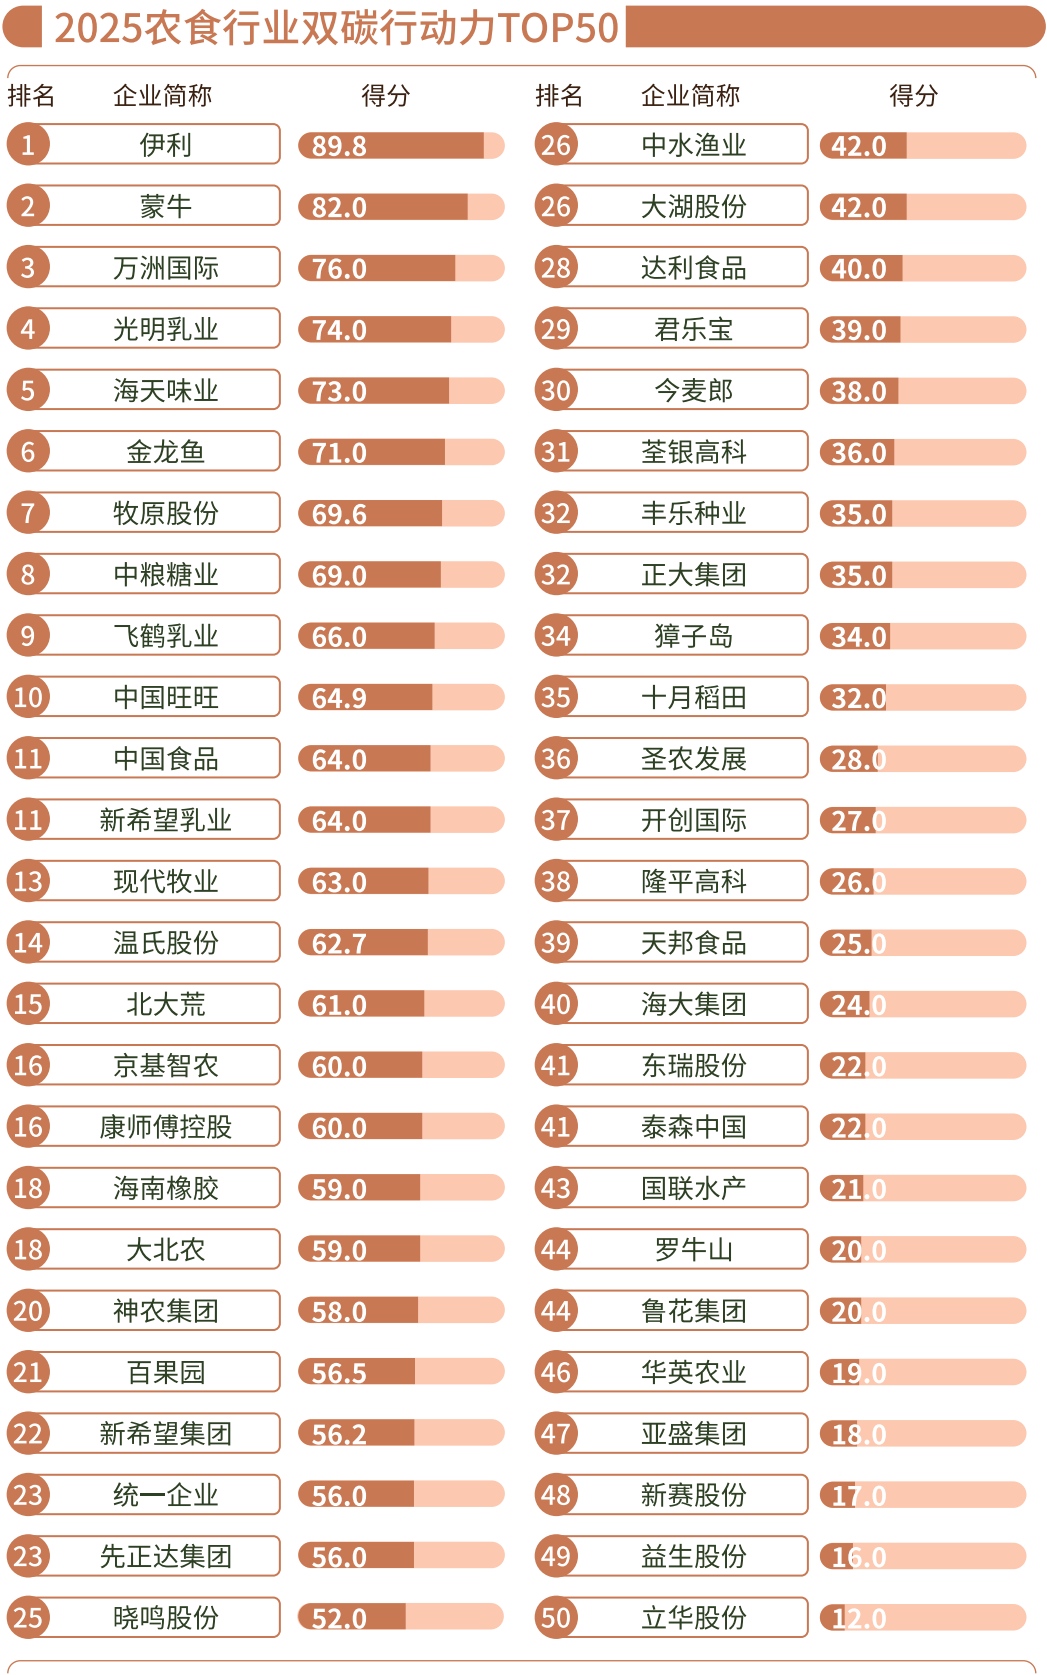 2025农食行业双碳行动力TOP50
排名 企业简称 得分 排名 企业简称 得分
1 伊利 89.8 26 中水渔业 42.0
2 蒙牛 82.0 26 大湖股份 42.0
3 万洲国际 76.0 28 达利食品 40.0
4 光明乳业 74.0 29 君乐宝 39.0
5 海天味业 73.0 30 今麦郎 38.0
6 金龙鱼 71.0 31 荃银高科 36.0
7 牧原股份 69.6 32 丰乐种业 35.0
8 中粮糖业 69.0 32 正大集团 35.0
9 飞鹤乳业 66.0 34 獐子岛 34.0
10 中国旺旺 64.9 35 十月稻田 32.0
11 中国食品 64.0 36 圣农发展 28.0
11 新希望乳业 64.0 37 开创国际 27.0
13 现代牧业 63.0 38 隆平高科 26.0
14 温氏股份 62.7 39 天邦食品 25.0
15 北大荒 61.0 40 海大集团 24.0
16 京基智农 60.0 41 东瑞股份 22.0
16 康师傅控股 60.0 41 泰森中国 22.0
18 海南橡胶 59.0 43 国联水产 21.0
18 大北农 59.0 44 罗牛山 20.0
20 神农集团 58.0 44 鲁花集团 20.0
21 百果园 56.5 46 华英农业 19.0
22 新希望集团 56.2 47 亚盛集团 18.0
23 统一企业 56.0 48 新赛股份 17.0
23 先正达集团 56.0 49 益生股份 16.0
25 晓鸣股份 52.0 50 立华股份 12.0